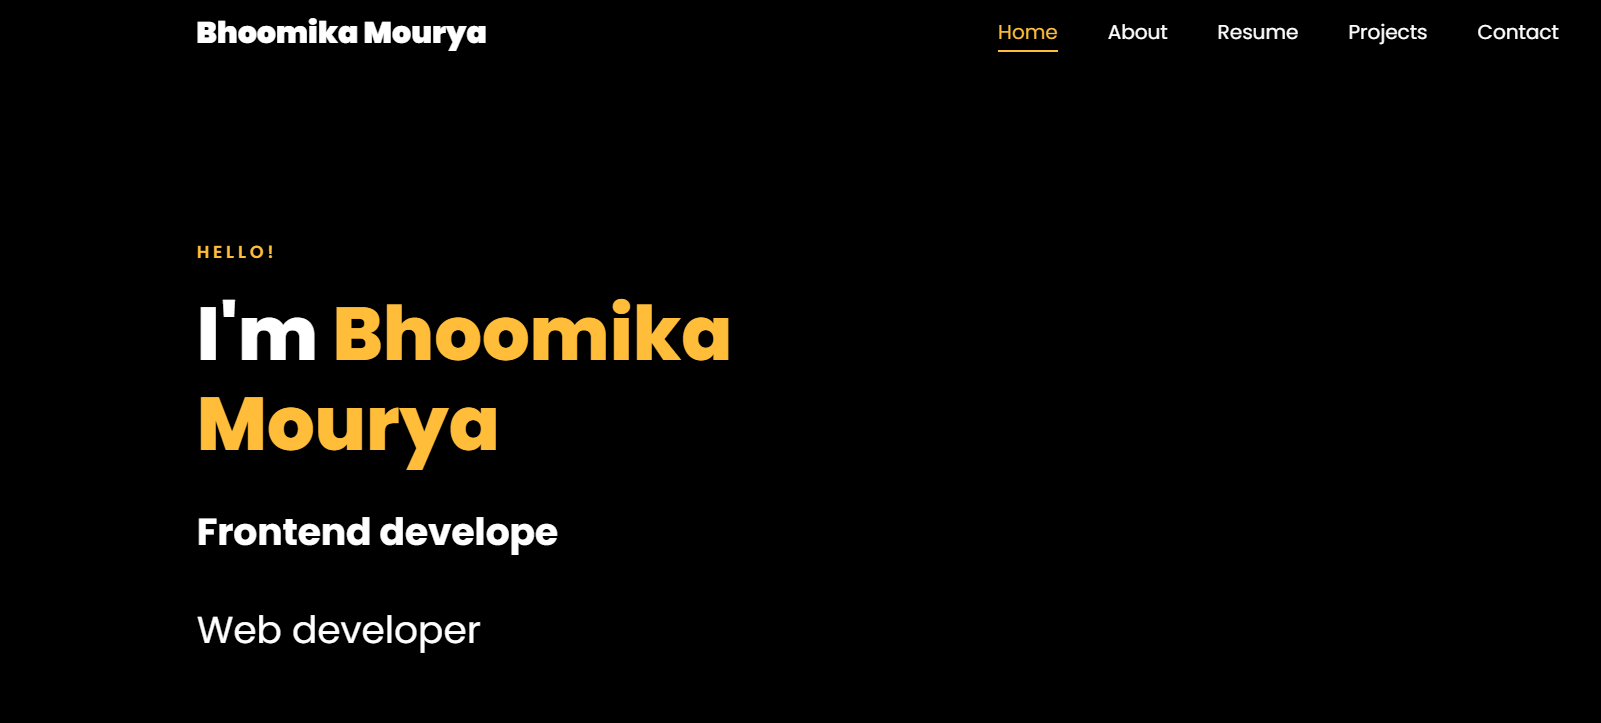 Bhoomika Mourya
Home About Resume Projects Contact
HELLO!
I'm Bhoomika
Mourya
Frontend develope
Web developer